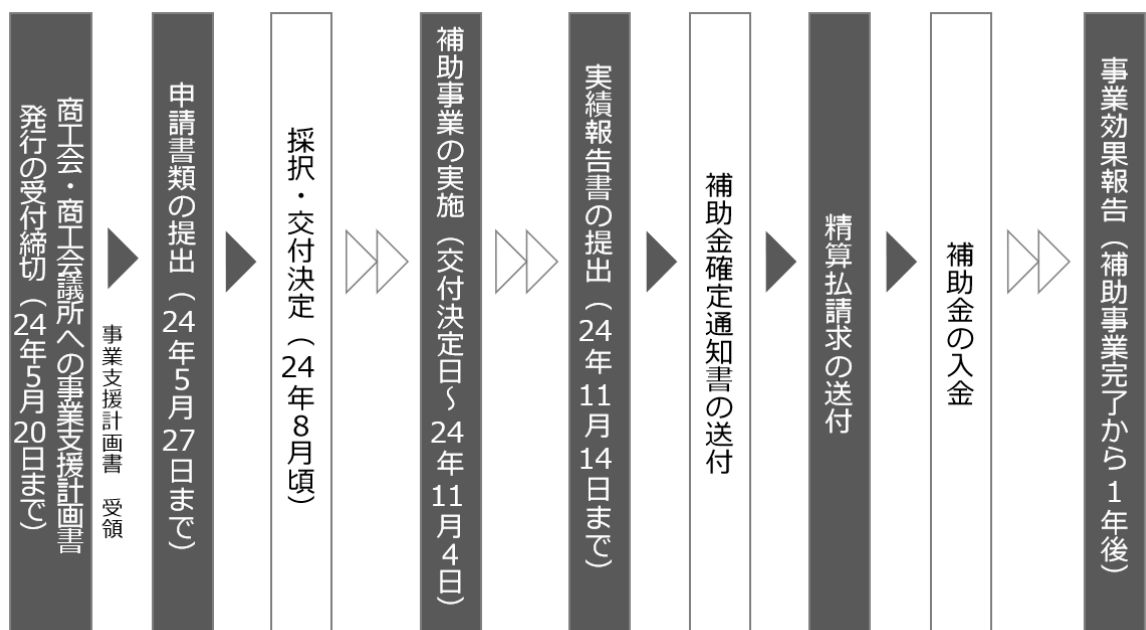 商工会・商工会議所への事業支援計画書
発行の受付締切（24年5月20日まで）
事業支援計画書 受領
申請書類の提出（24年5月27日まで）
採択・交付決定（24年8月頃）
補助事業の実施（交付決定日～24年11月4日）
実績報告書の提出（24年11月14日まで）
補助金確定通知書の送付
精算払請求の送付
補助金の入金
事業効果報告（補助事業完了から1年後）